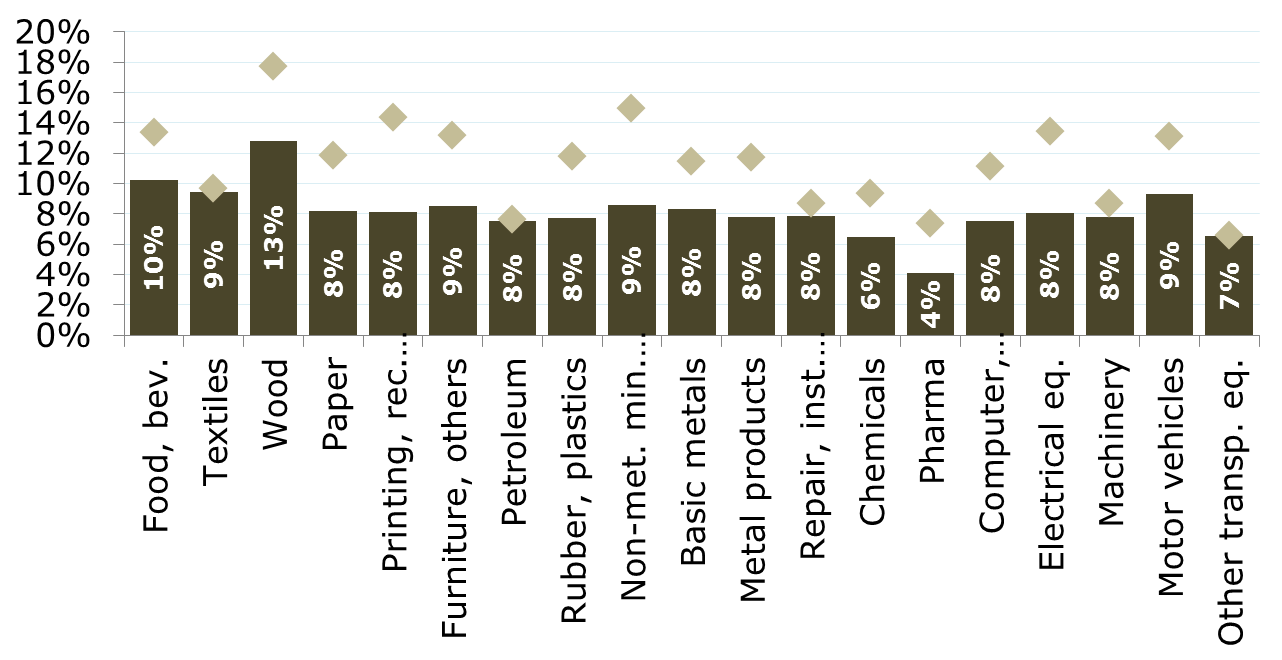 20%
18%
16%
14%
12%
10%
8%
6%
4%
2%
0%
10%
9%
13%
8%
8%
9%
8%
8%
9%
8%
8%
8%
6%
4%
8%
8%
8%
9%
7%
Food, bev.
Textiles
Wood
Paper
Printing, rec…
Furniture, others
Petroleum
Rubber, plastics
Non-met. min…
Basic metals
Metal products
Repair, inst…
Chemicals
Pharma
Computer,…
Electrical eq.
Machinery
Motor vehicles
Other transp. eq.